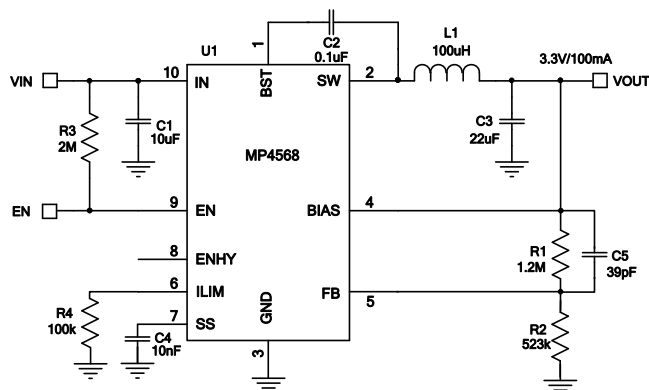 1
C2
0.1uF
L1
100uH
3.3V/100mA
U1
VIN
10
IN
BST
SW
2
VOUT
R3
2M
C1
10uF
C3
22uF
MP4568
EN
9
EN
BIAS
4
8
ENHY
R1
1.2M
C5
39pF
6
ILIM
GND
FB
5
R4
100k
7
SS
C4
10nF
R2
523k
3